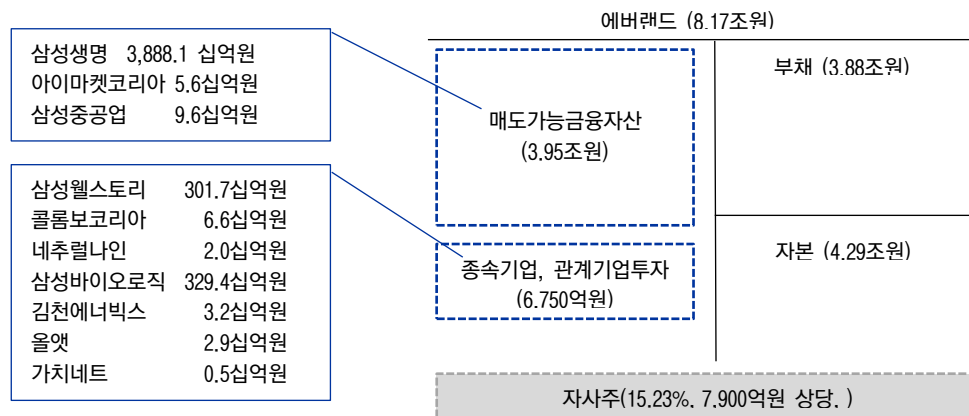 에버랜드 (8.17조원)
삼성생명 3,888.1 십억원
아이마켓코리아 5.6십억원
삼성중공업 9.6십억원
매도가능금융자산
(3.95조원)
부채 (3.88조원)
삼성웰스토리 301.7십억원
콜롬보코리아 6.6십억원
네추럴나인 2.0십억원
삼성바이오로직 329.4십억원
김천에너빅스 3.2십억원
올앳 2.9십억원
가치네트 0.5십억원
종속기업, 관계기업투자
(6.750억원)
자본 (4.29조원)
자사주(15.23%, 7,900억원 상당, )